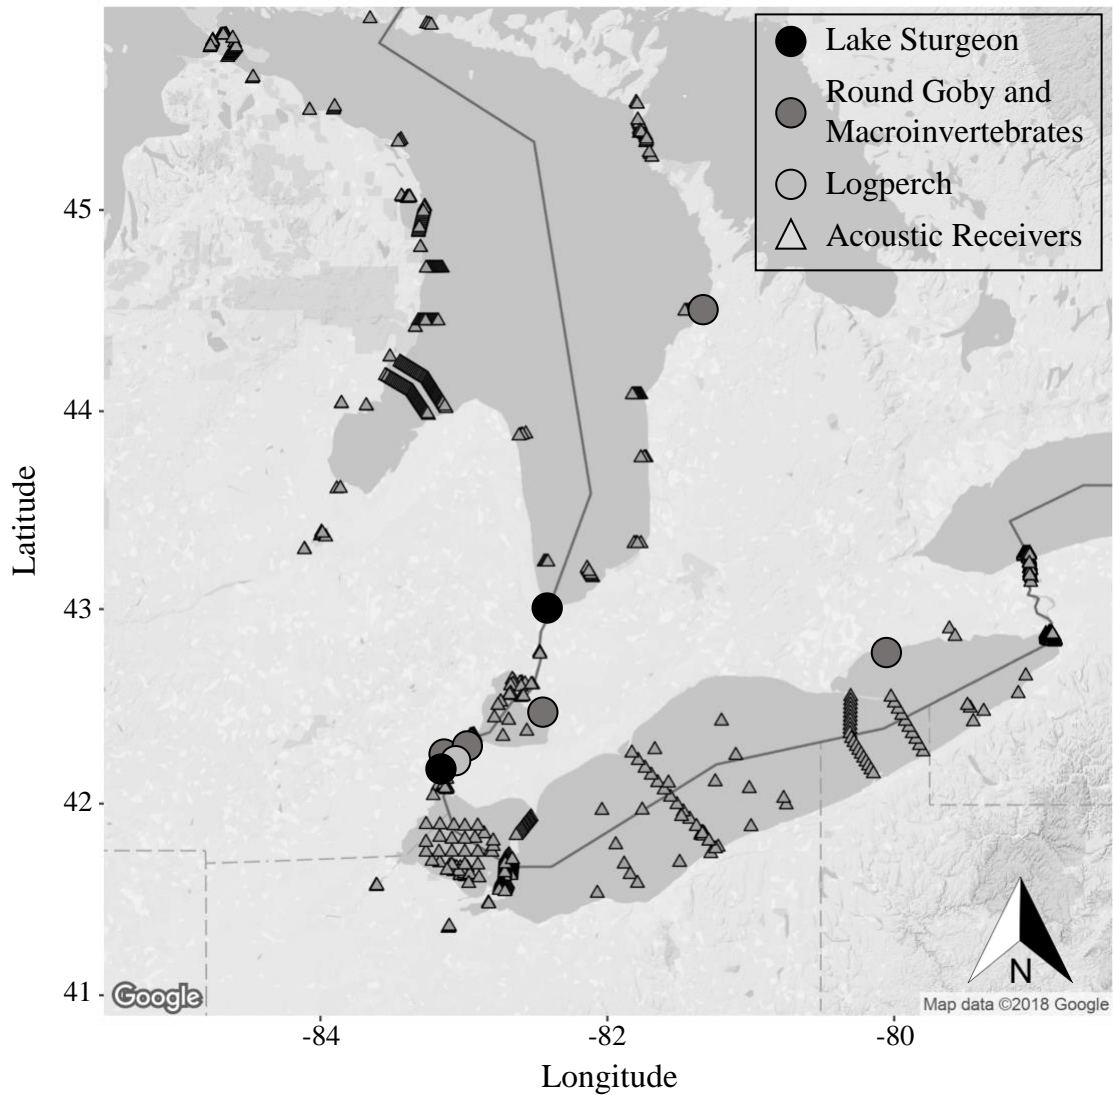 Lake Sturgeon
Round Goby and
Macroinvertebrates
Logperch
Acoustic Receivers
45
44
43
42
41
Latitude
-84
-82
-80
Longitude
N
Google
Map data ©2018 Google